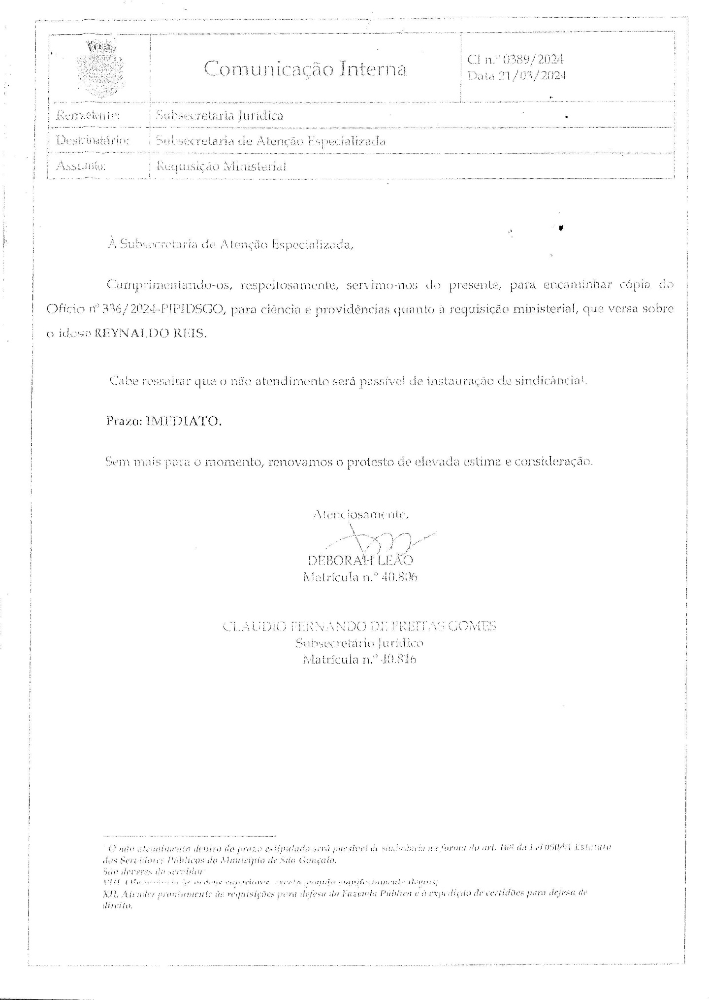 Comunicação Interna
CI n.º 0389/2024
Data 21/03/2024
Remetente: Subsecretaria Jurídica
Destinatário: Subsecretaria de Atenção Especializada
Assunto: Requisição Ministerial
À Subsecretaria de Atenção Especializada,
Cumprimentando-os, respeitosamente, servimo-nos do presente, para encaminhar cópia do
Ofício nº 336/2024-PJPIDSGO, para ciência e providências quanto à requisição ministerial, que versa sobre
o idoso REYNALDO REIS.
Cabe ressaltar que o não atendimento será passível de instauração de sindicância¹.
Prazo: IMEDIATO.
Sem mais para o momento, renovamos o protesto de elevada estima e consideração.
Atenciosamente,
DEBORAH LEÃO
Matrícula n.º 40.806
CLAUDIO FERNANDO DE FREITAS GOMES
Subsecretário Jurídico
Matrícula n.º 40.816
O não atendimento dentro do prazo estipulado será passível de sindicância na forma do art. 168 da Lei 050/91 Estatuto
dos Servidores Públicos do Município de São Gonçalo.
São deveres do servidor
VIII. Observância às ordens superiores, exceto quando manifestamente ilegais;
XII. Atender prontamente às requisições para defesa da Fazenda Pública e à expedição de certidões para defesa de
direito.